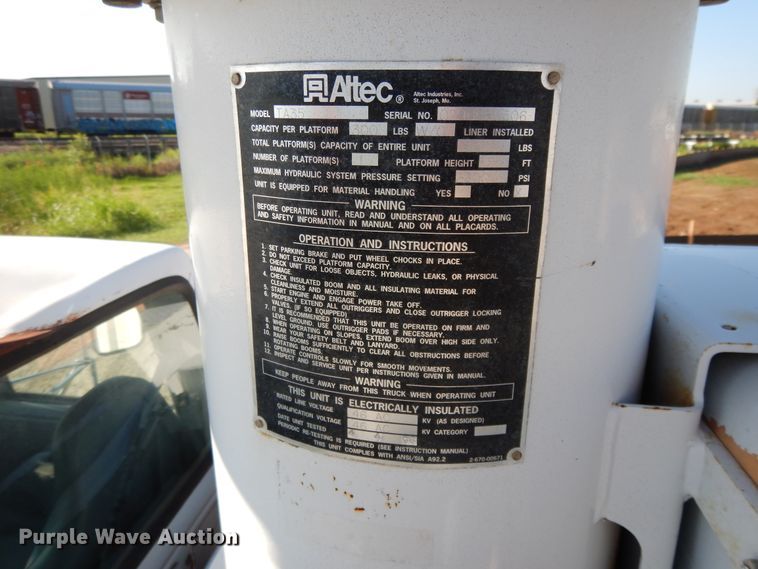 Altec®
Altec Industries, Inc.
St. Joseph, Mo.
MODEL TA35 SERIAL NO.
CAPACITY PER PLATFORM 300 LBS W/O LINER INSTALLED
TOTAL PLATFORM(S) CAPACITY OF ENTIRE UNIT LBS
NUMBER OF PLATFORM(S) PLATFORM HEIGHT FT
MAXIMUM HYDRAULIC SYSTEM PRESSURE SETTING PSI
UNIT IS EQUIPPED FOR MATERIAL HANDLING YES NO
WARNING
BEFORE OPERATING UNIT, READ AND UNDERSTAND ALL OPERATING
AND SAFETY INFORMATION IN MANUAL AND ON ALL PLACARDS.
OPERATION AND INSTRUCTIONS
1. SET PARKING BRAKE AND PUT WHEEL CHOCKS IN PLACE.
2. DO NOT EXCEED PLATFORM CAPACITY.
3. CHECK UNIT FOR LOOSE OBJECTS, HYDRAULIC LEAKS, OR PHYSICAL
DAMAGE.
4. CHECK INSULATED BOOM AND ALL INSULATING MATERIAL FOR
CLEANLINESS AND MOISTURE.
5. START ENGINE AND ENGAGE POWER TAKE OFF.
6. PROPERLY EXTEND ALL OUTRIGGERS AND CLOSE OUTRIGGER LOCKING
VALVES. (IF SO EQUIPPED)
7. IT IS RECOMMENDED THAT THIS UNIT BE OPERATED ON FIRM AND
LEVEL GROUND. USE OUTRIGGER PADS IF NECESSARY.
8. WHEN OPERATING ON SLOPES, EXTEND BOOM OVER HIGH SIDE ONLY.
9. WEAR YOUR SAFETY BELT AND LANYARD.
10. RAISE BOOMS SUFFICIENTLY TO CLEAR ALL OBSTRUCTIONS BEFORE
ROTATING BOOMS.
11. OPERATE CONTROLS SLOWLY FOR SMOOTH MOVEMENTS.
12. INSPECT AND SERVICE UNIT PER INSTRUCTIONS GIVEN IN MANUAL.
WARNING
KEEP PEOPLE AWAY FROM THIS TRUCK WHEN OPERATING UNIT
THIS UNIT IS ELECTRICALLY INSULATED
RATED LINE VOLTAGE 46 AC KV (AS DESIGNED)
QUALIFICATION VOLTAGE AC KV CATEGORY
DATE UNIT TESTED
PERIODIC RE-TESTING IS REQUIRED (SEE INSTRUCTION MANUAL)
THIS UNIT COMPLIES WITH ANSI/SIA A92.2 2-670-00671
Purple Wave Auction